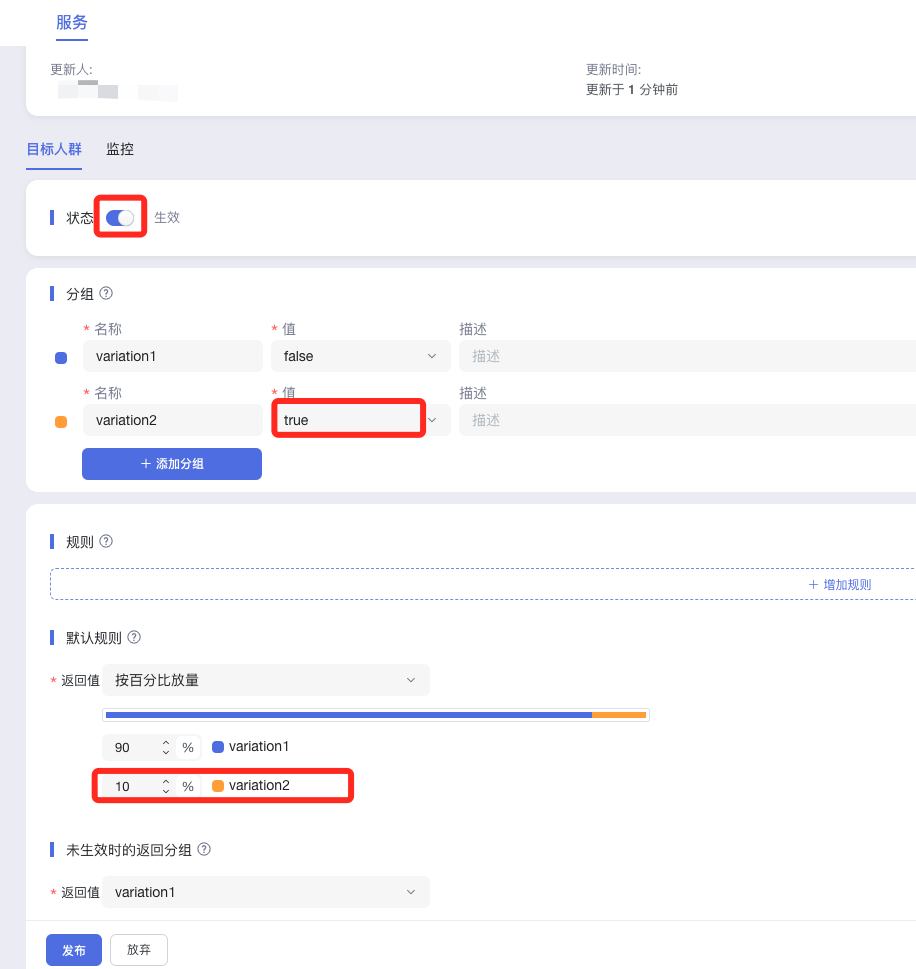 服务
更新人: 更新时间:
更新于 1 分钟前
目标人群 监控
状态 生效
分组
* 名称 * 值 描述
variation1 false 描述
* 名称 * 值 描述
variation2 true 描述
+ 添加分组
规则
+ 增加规则
默认规则
* 返回值 按百分比放量
90 % variation1
10 % variation2
未生效时的返回分组
* 返回值 variation1
发布 放弃